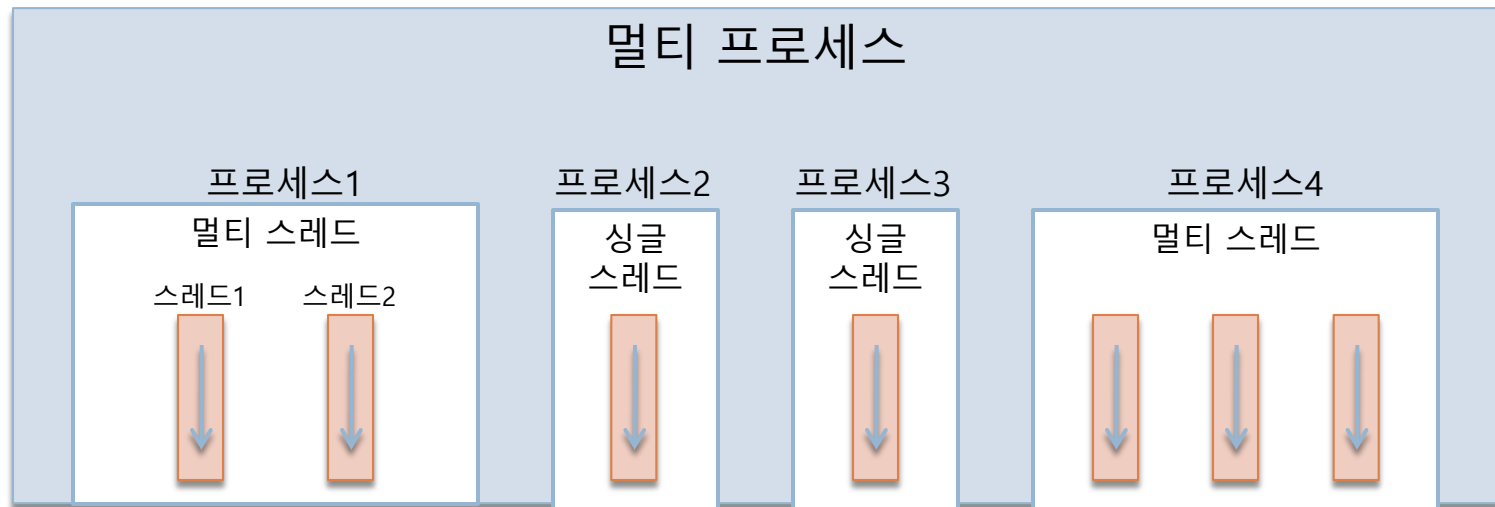 멀티 프로세스
프로세스1
멀티 스레드
스레드1
스레드2
프로세스2
싱글
스레드
프로세스3
싱글
스레드
프로세스4
멀티 스레드